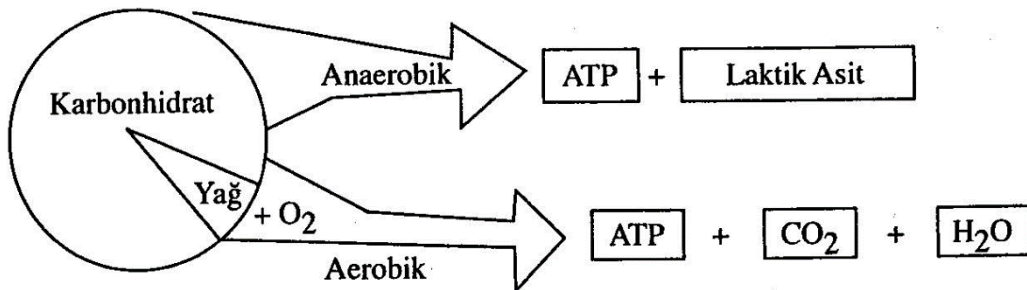 Karbonhidrat
Yağ
+ O2
Anaerobik
ATP + Laktik Asit
Aerobik
ATP + CO2 + H2O